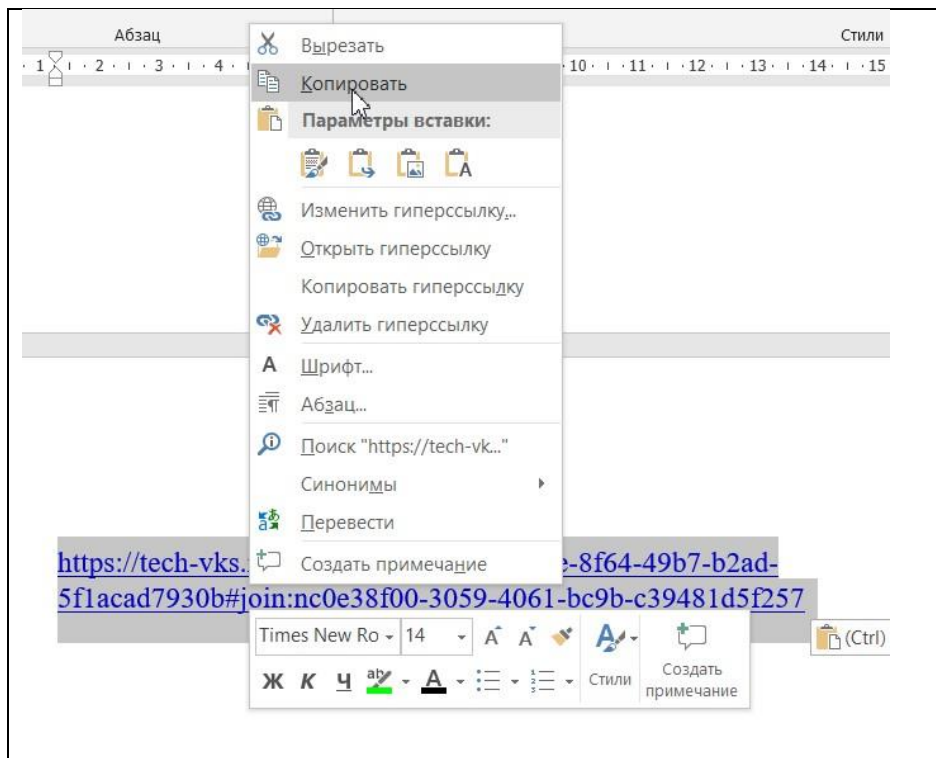 Абзац
Стили
1 · 2 · 3 · 4 · 10 · 11 · 12 · 13 · 14 · 15
Вырезать
Копировать
Параметры вставки:
Изменить гиперссылку...
Открыть гиперссылку
Копировать гиперссылку
Удалить гиперссылку
Шрифт...
Абзац...
Поиск "https://tech-vk..."
Синонимы
Перевести
Создать примечание
https://tech-vks. -8f64-49b7-b2ad-
5f1acad7930b#join:nc0e38f00-3059-4061-bc9b-c39481d5f257
Times New Ro 14
(Ctrl)
Ж К Ч
Стили
Создать
примечание